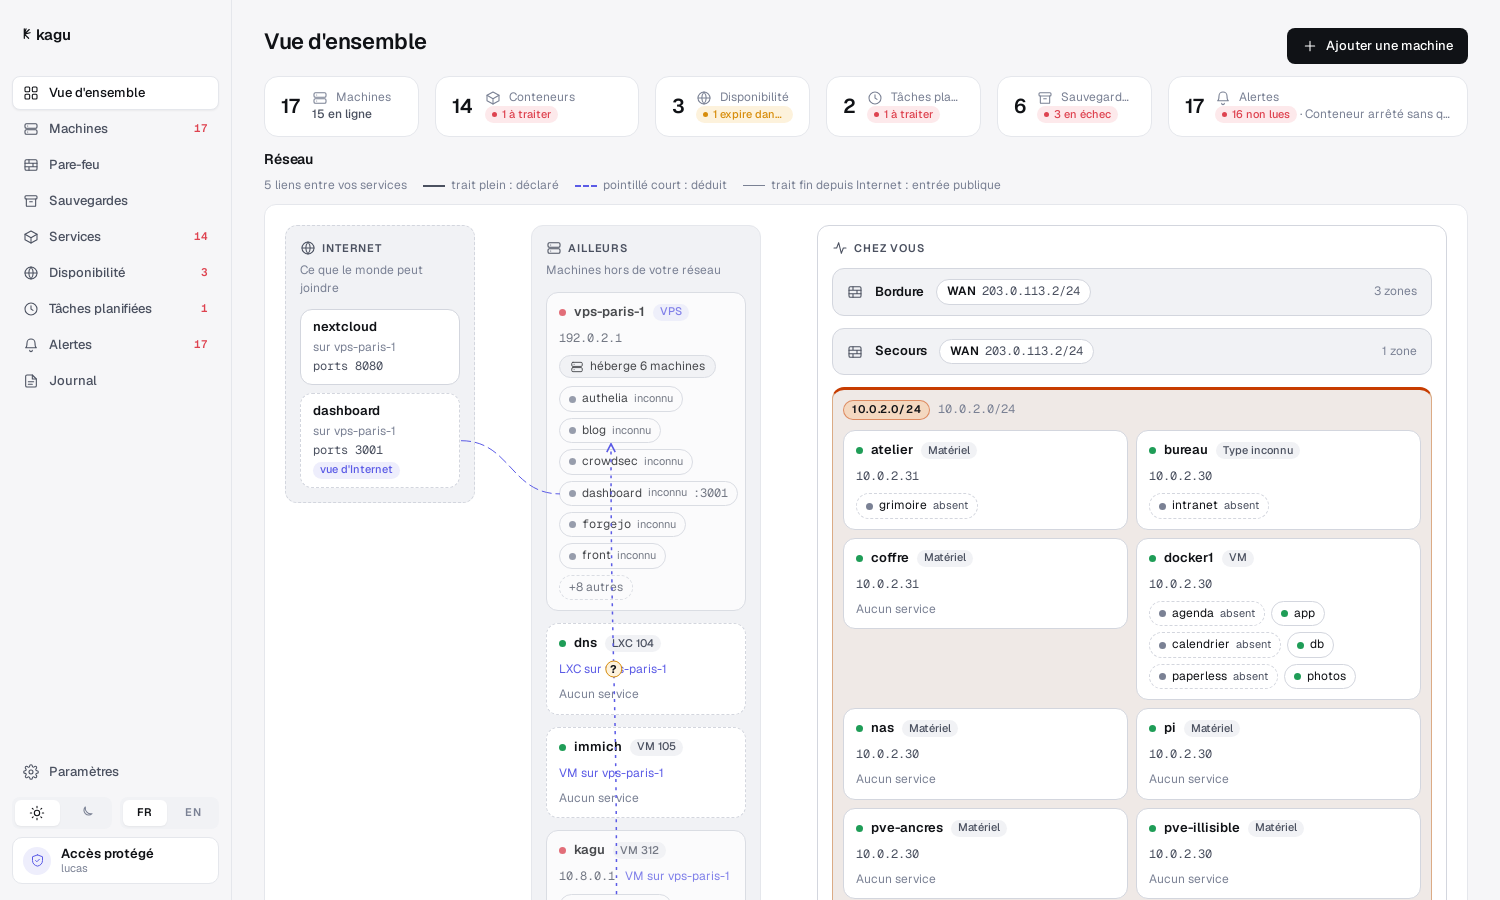 kagu
Vue d'ensemble
Machines 17
Pare-feu
Sauvegardes
Services 14
Disponibilité 3
Tâches planifiées 1
Alertes 17
Journal
Paramètres
FR EN
Accès protégé
lucas
Vue d'ensemble
Ajouter une machine
17 Machines
15 en ligne
14 Conteneurs
1 à traiter
3 Disponibilité
1 expire dan…
2 Tâches pla…
1 à traiter
6 Sauvegard…
3 en échec
17 Alertes
16 non lues · Conteneur arrêté sans q…
Réseau
5 liens entre vos services trait plein : déclaré pointillé court : déduit trait fin depuis Internet : entrée publique
INTERNET
Ce que le monde peut
joindre
nextcloud
sur vps-paris-1
ports 8080
dashboard
sur vps-paris-1
ports 3001
vue d'Internet
AILLEURS
Machines hors de votre réseau
vps-paris-1 VPS
192.0.2.1
héberge 6 machines
authelia inconnu
blog inconnu
crowdsec inconnu
dashboard inconnu :3001
forgejo inconnu
front inconnu
+8 autres
dns LXC 104
LXC sur ?s-paris-1
Aucun service
immich VM 105
VM sur vps-paris-1
Aucun service
kagu VM 312
10.8.0.1 VM sur vps-paris-1
CHEZ VOUS
Bordure WAN 203.0.113.2/24 3 zones
Secours WAN 203.0.113.2/24 1 zone
10.0.2.0/24 10.0.2.0/24
atelier Matériel
10.0.2.31
grimoire absent
bureau Type inconnu
10.0.2.30
intranet absent
coffre Matériel
10.0.2.31
Aucun service
docker1 VM
10.0.2.30
agenda absent app
calendrier absent db
paperless absent photos
nas Matériel
10.0.2.30
Aucun service
pi Matériel
10.0.2.30
Aucun service
pve-ancres Matériel
10.0.2.30
Aucun service
pve-illisible Matériel
10.0.2.30
Aucun service